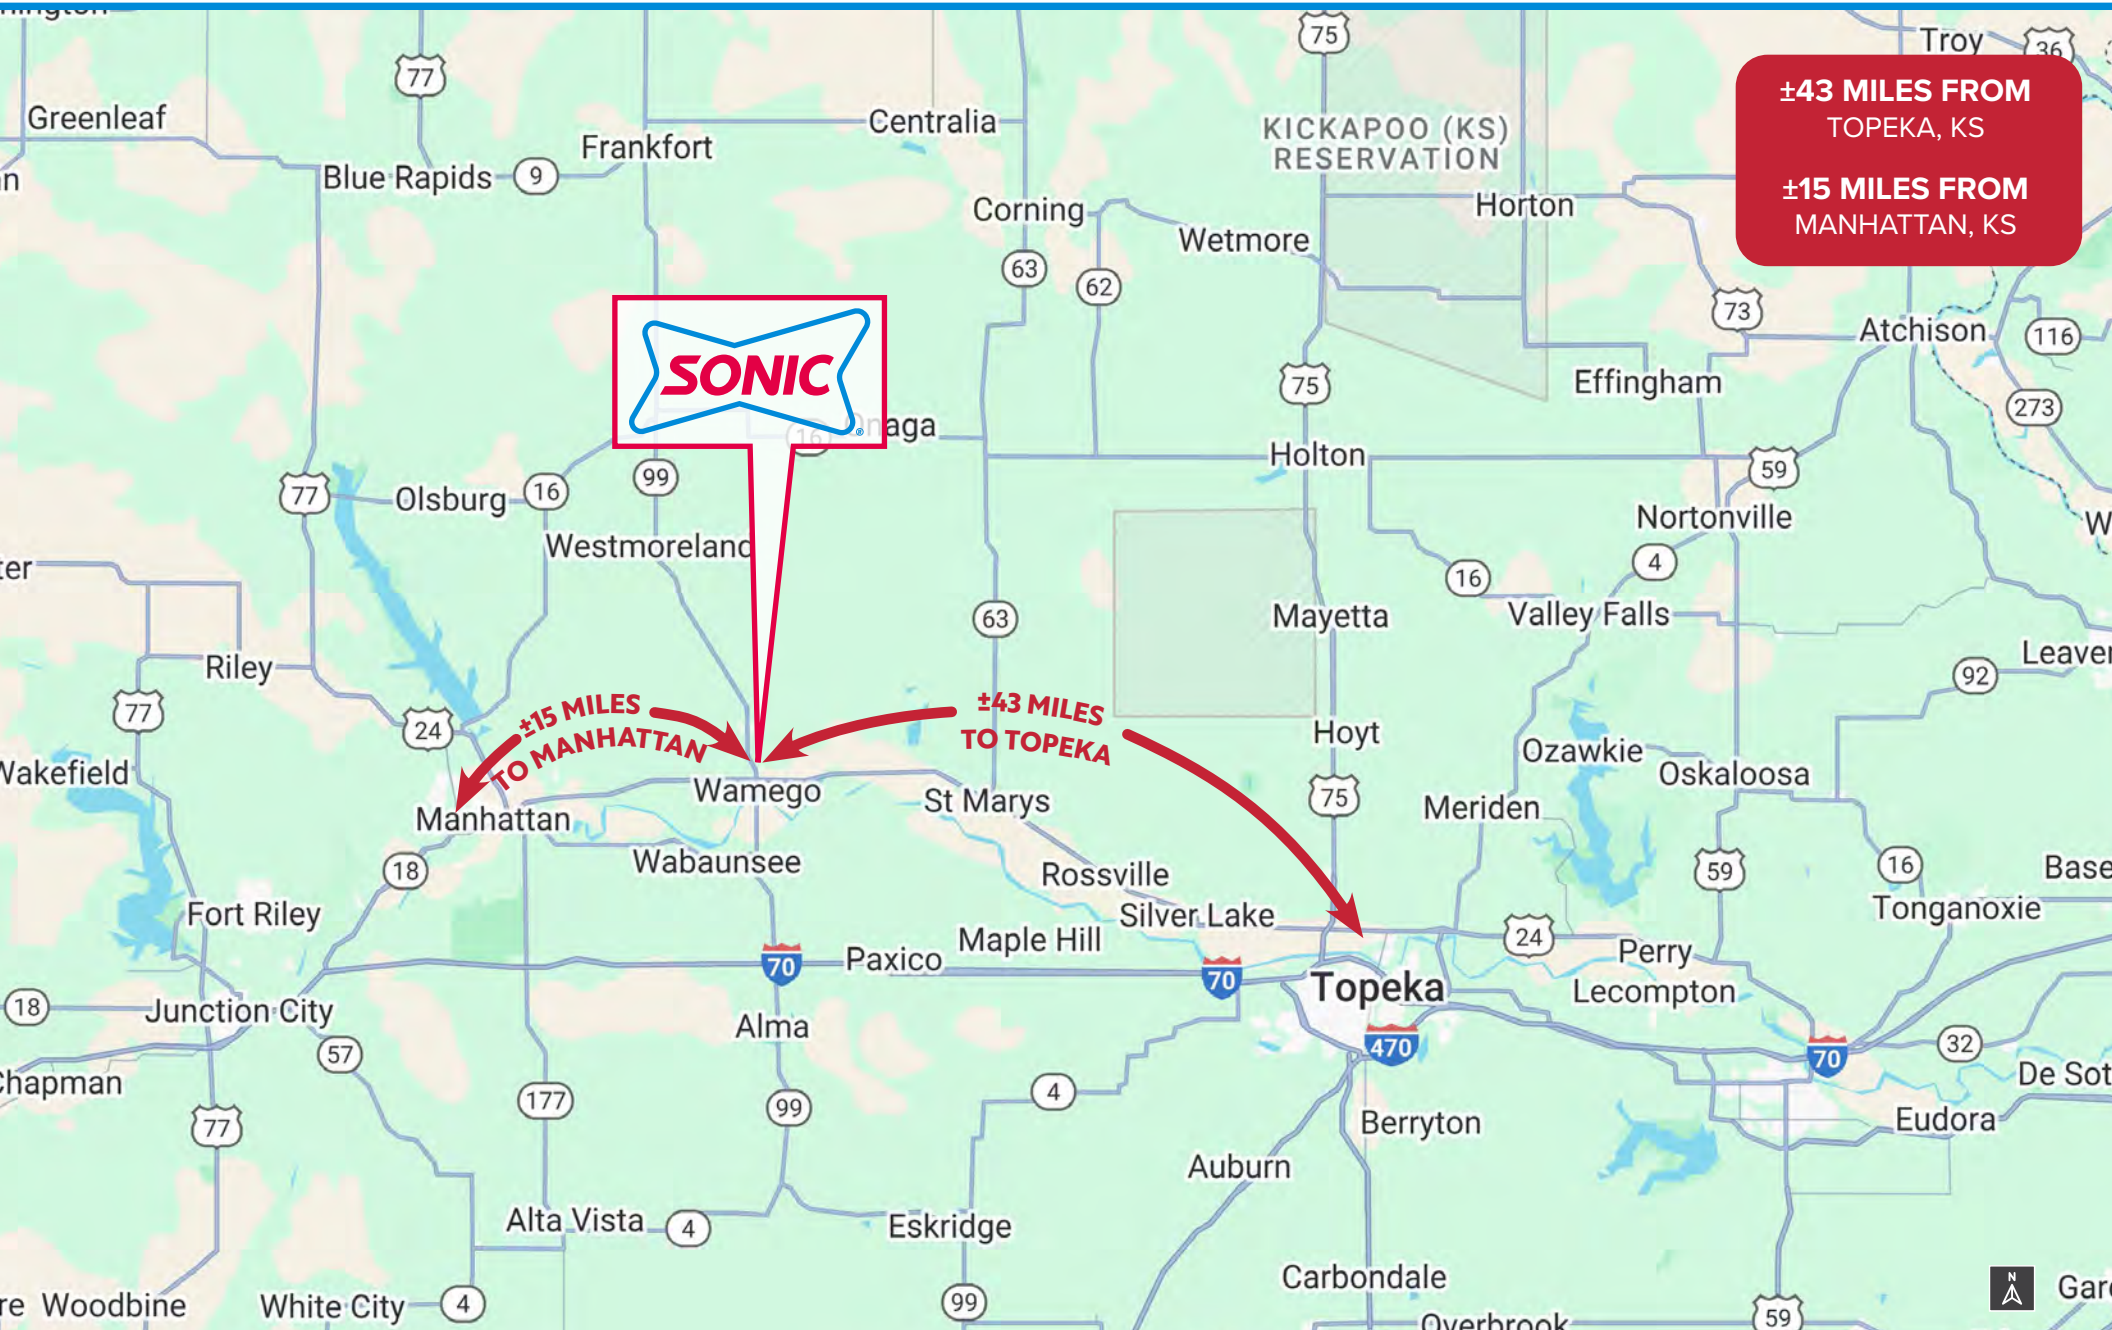 77
75
Troy
36
±43 MILES FROM
TOPEKA, KS
±15 MILES FROM
MANHATTAN, KS
Greenleaf
Frankfort
Centralia
KICKAPOO (KS)
RESERVATION
Blue Rapids
9
Corning
Horton
Wetmore
63
62
73
Atchison
116
SONIC
®
75
Effingham
273
16
Onaga
Holton
59
77
Olsburg
16
99
Nortonville
Westmoreland
4
16
63
Mayetta
Valley Falls
Riley
92
77
24
±15 MILES
TO MANHATTAN
±43 MILES
TO TOPEKA
Hoyt
Ozawkie
Oskaloosa
Wakefield
Wamego
St Marys
75
Meriden
Manhattan
18
Wabaunsee
Rossville
59
16
Fort Riley
Silver Lake
Tonganoxie
Maple Hill
24
Perry
70
Paxico
70
Topeka
Lecompton
18
Junction City
Alma
470
70
32
57
Chapman
De Sot
77
177
99
4
Berryton
Eudora
Auburn
Alta Vista
4
Eskridge
Carbondale
N
Woodbine
White City
4
99
Overbrook
59